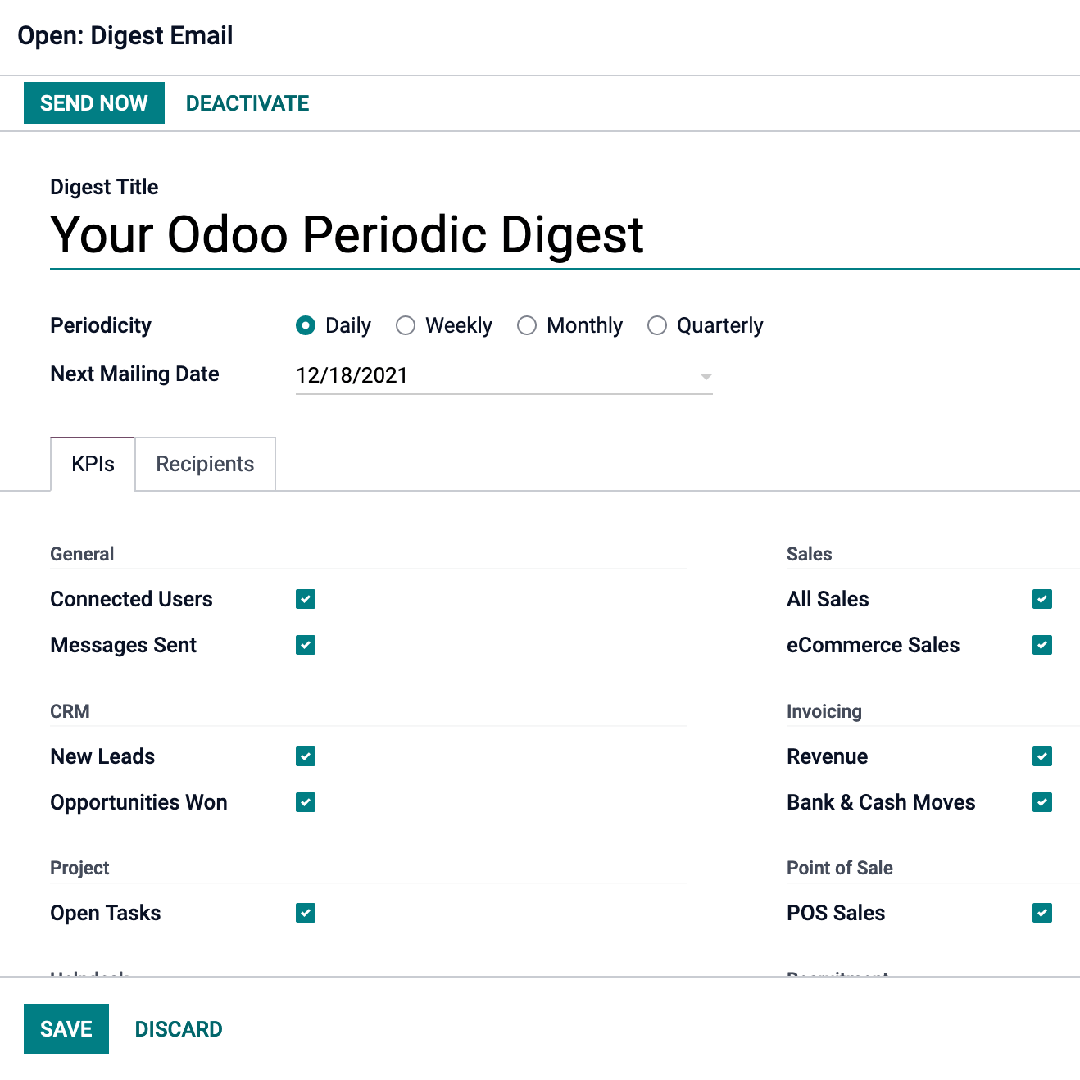 Open: Digest Email
SEND NOW DEACTIVATE
Digest Title
Your Odoo Periodic Digest
Periodicity Daily Weekly Monthly Quarterly
Next Mailing Date 12/18/2021
KPIs Recipients
General Sales
Connected Users All Sales
Messages Sent eCommerce Sales
CRM Invoicing
New Leads Revenue
Opportunities Won Bank & Cash Moves
Project Point of Sale
Open Tasks POS Sales
Helpdesk Recruitment
SAVE DISCARD